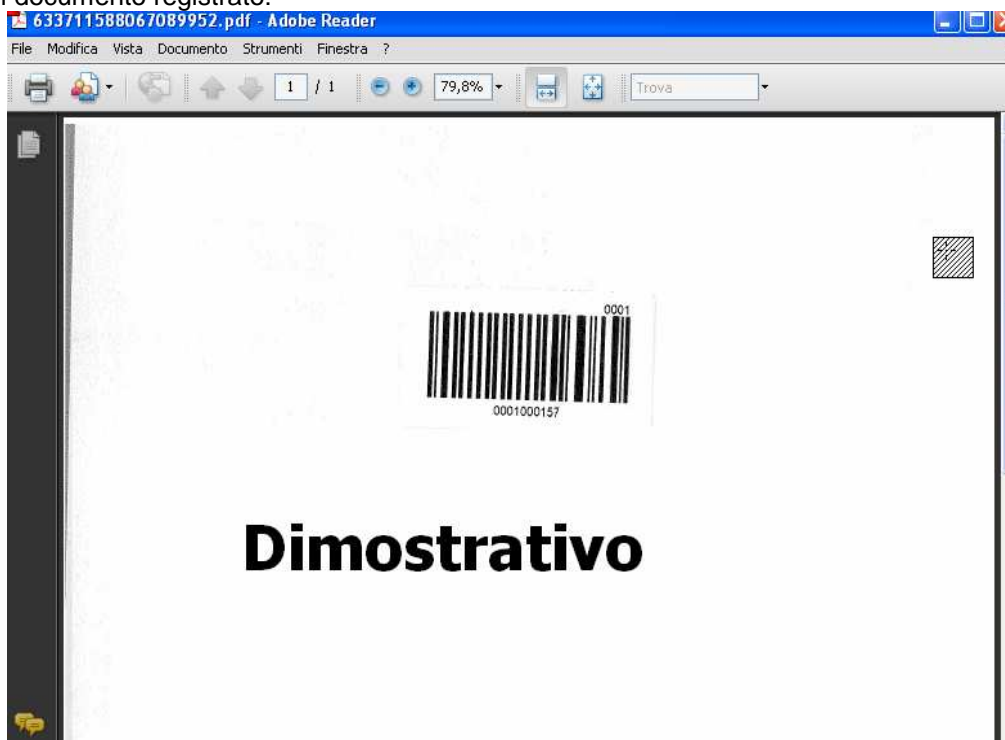 documento registrato.
633711588067089952.pdf - Adobe Reader
File Modifica Vista Documento Strumenti Finestra ?
1 / 1 79,8% Trova
0001
0001000157
Dimostrativo